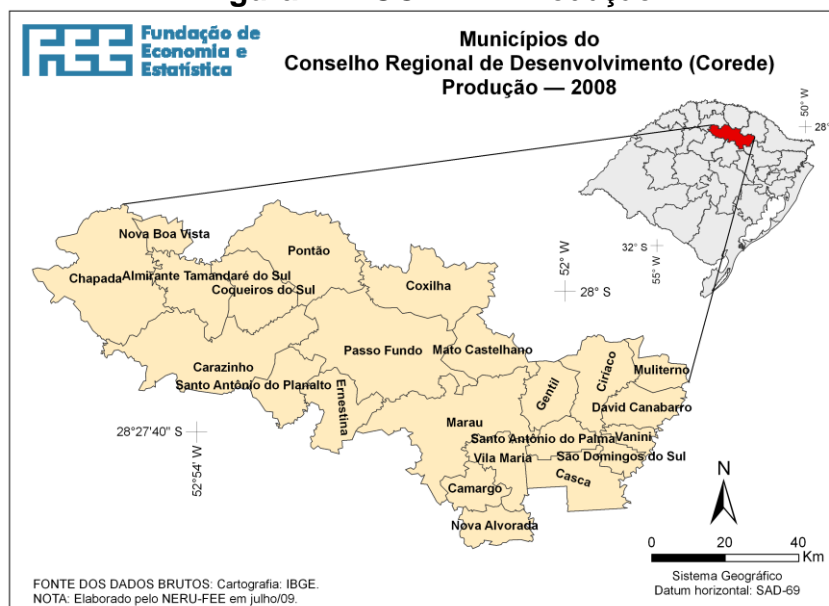 FEE
Fundação de
Economia e
Estatística
Municípios do
Conselho Regional de Desenvolvimento (Corede)
Produção — 2008
50° W
28°
32° S
55° W
52° W
28° S
Nova Boa Vista
Pontão
Chapada
Almirante Tamandaré do Sul
Coqueiros do Sul
Coxilha
Passo Fundo
Mato Castelhano
Carazinho
Santo Antônio do Planalto
Ernestina
Gentil
Ciríaco
Muliterno
David Canabarro
Marau
Santo Antônio do Palma
Vanini
Vila Maria
São Domingos do Sul
Casca
Camargo
Nova Alvorada
28°27'40" S
52°54' W
N
0 20 40
Km
Sistema Geográfico
Datum horizontal: SAD-69
FONTE DOS DADOS BRUTOS: Cartografia: IBGE.
NOTA: Elaborado pelo NERU-FEE em julho/09.